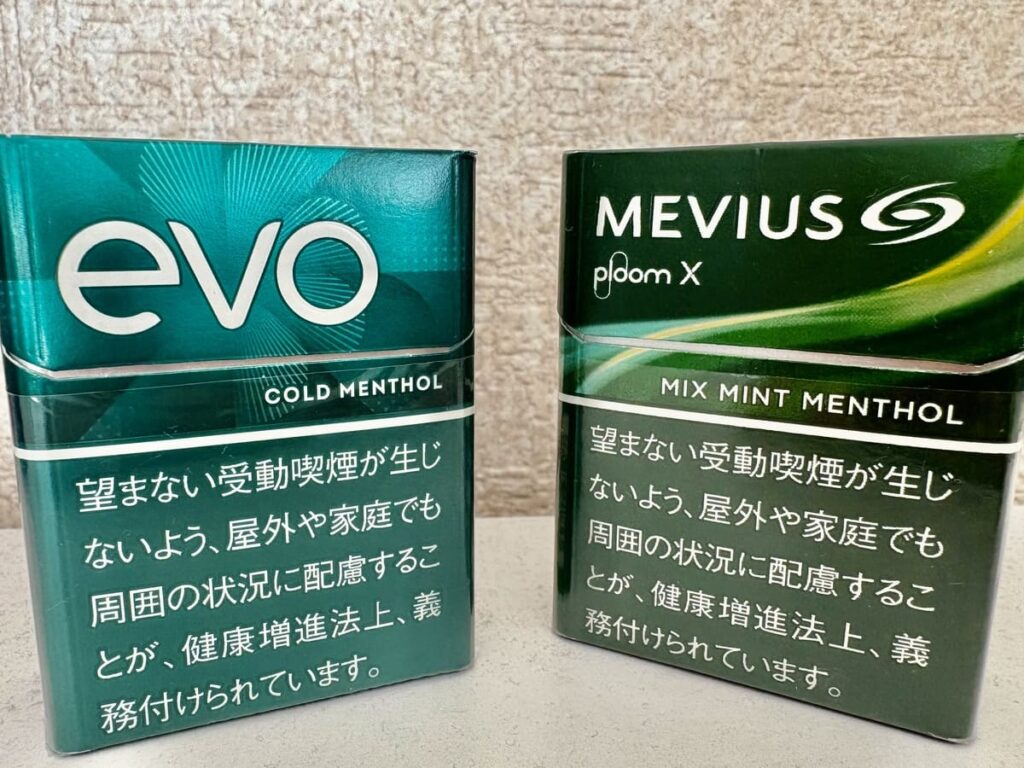 evo
COLD MENTHOL
望まない受動喫煙が生じ
ないよう、屋外や家庭でも
周囲の状況に配慮するこ
とが、健康増進法上、義
務付けられています。
MEVIUS
ploom X
MIX MINT MENTHOL
望まない受動喫煙が生じ
ないよう、屋外や家庭でも
周囲の状況に配慮するこ
とが、健康増進法上、義
務付けられています。